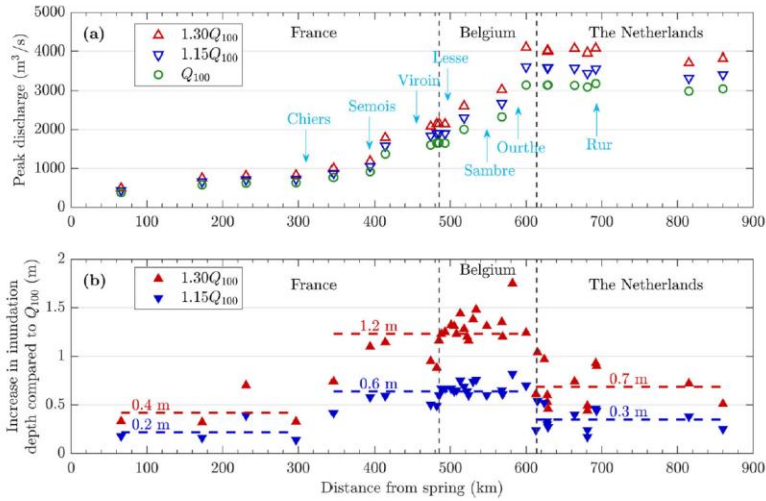 France
Belgium
The Netherlands
(a)
1.30Q100
1.15Q100
Q100
Lesse
Viroin
Semois
Chiers
Sambre
Ourthe
Rur
Peak discharge (m³/s)
5000
4000
3000
2000
1000
0
0 100 200 300 400 500 600 700 800 900
(b)
1.30Q100
1.15Q100
France
Belgium
The Netherlands
Increase in inundation
depth compared to Q100 (m)
2
1.5
1
0.5
0
1.2 m
0.6 m
0.4 m
0.2 m
0.7 m
0.3 m
0 100 200 300 400 500 600 700 800 900
Distance from spring (km)